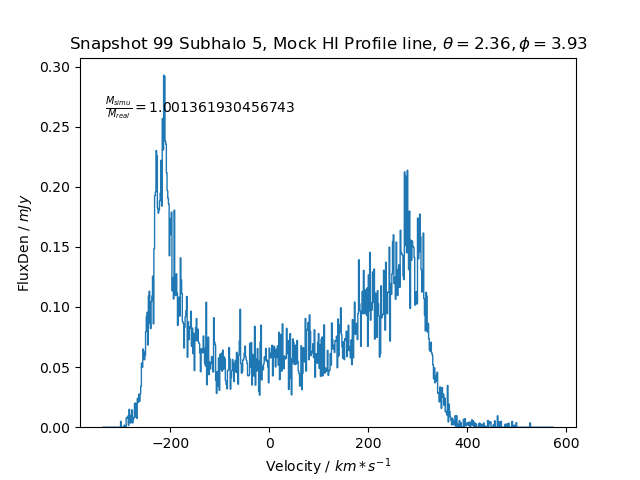 Snapshot 99 Subhalo 5, Mock HI Profile line, θ = 2.36, ϕ = 3.93
0.30
M_simu/M_real = 1.001361930456743
0.25
0.20
0.15
0.10
0.05
0.00
FluxDen / mJy
−200 0 200 400 600
Velocity / km * s⁻¹